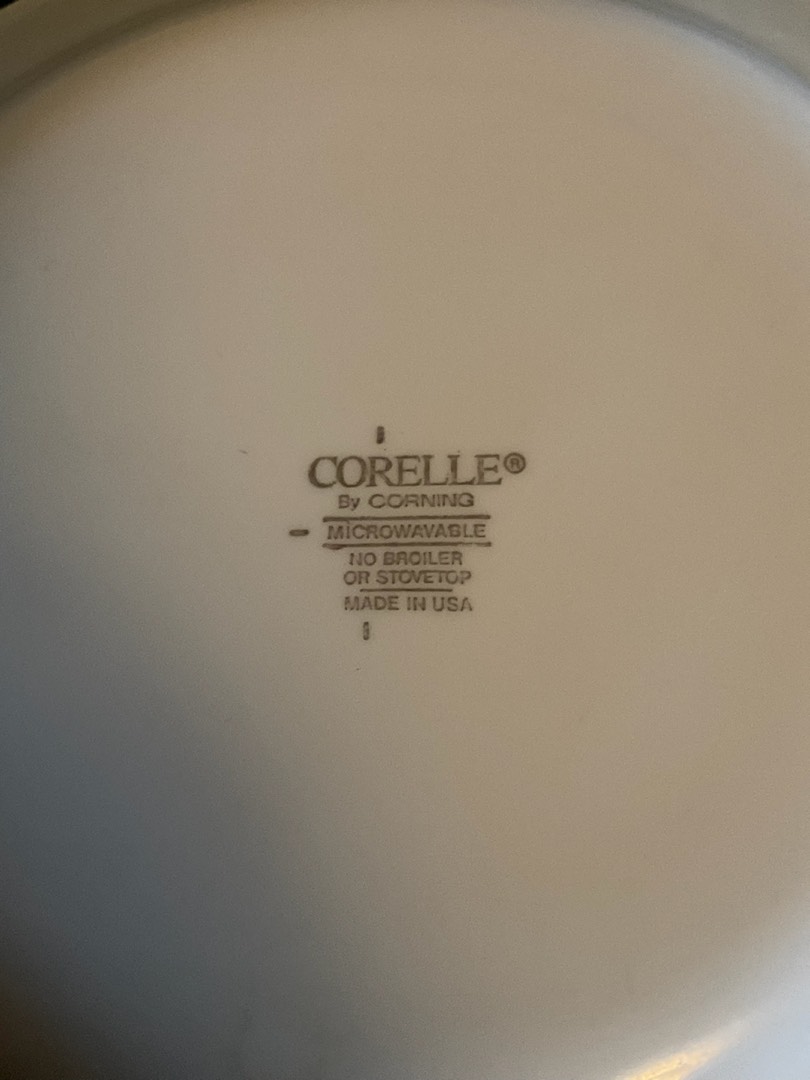 CORELLE®
By CORNING
MICROWAVABLE
NO BROILER
OR STOVETOP
MADE IN USA